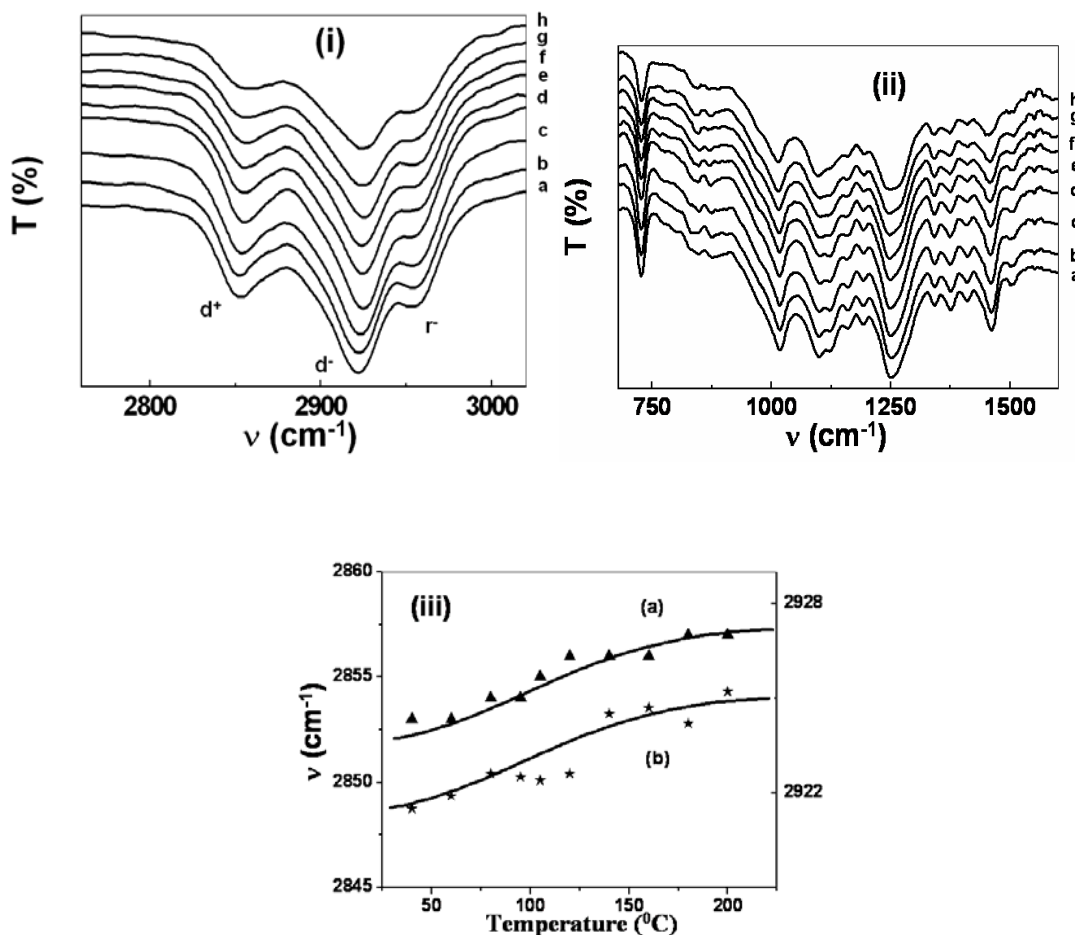 (i)
h
g
f
e
d
c
b
a
T (%)
d⁺
d⁻
r⁻
2800
2900
3000
ν (cm⁻¹)
(ii)
h
g
f
e
d
c
b
a
T (%)
750
1000
1250
1500
ν (cm⁻¹)
(iii)
(a)
(b)
2860
2855
2850
2845
ν (cm⁻¹)
2928
2922
50
100
150
200
Temperature (⁰C)